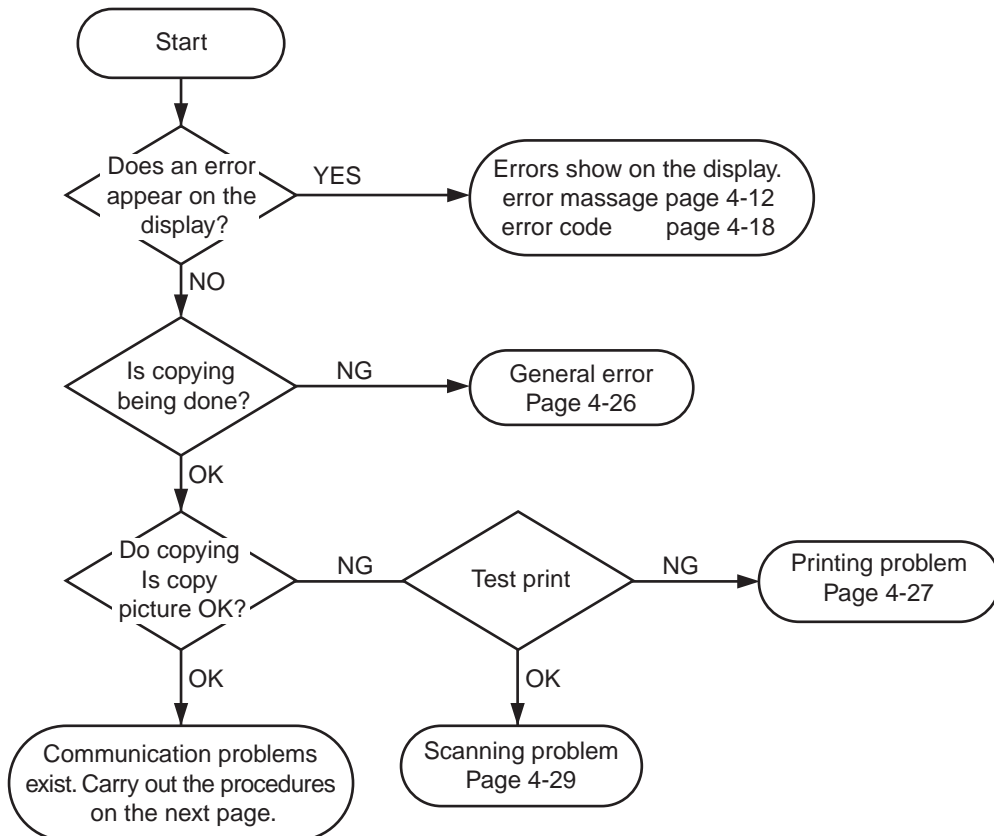 Start
Does an error
appear on the
display?
YES
Errors show on the display.
error massage page 4-12
error code page 4-18
NO
Is copying
being done?
NG
General error
Page 4-26
OK
Do copying
Is copy
picture OK?
NG
Test print
NG
Printing problem
Page 4-27
OK
OK
Communication problems
exist. Carry out the procedures
on the next page.
Scanning problem
Page 4-29